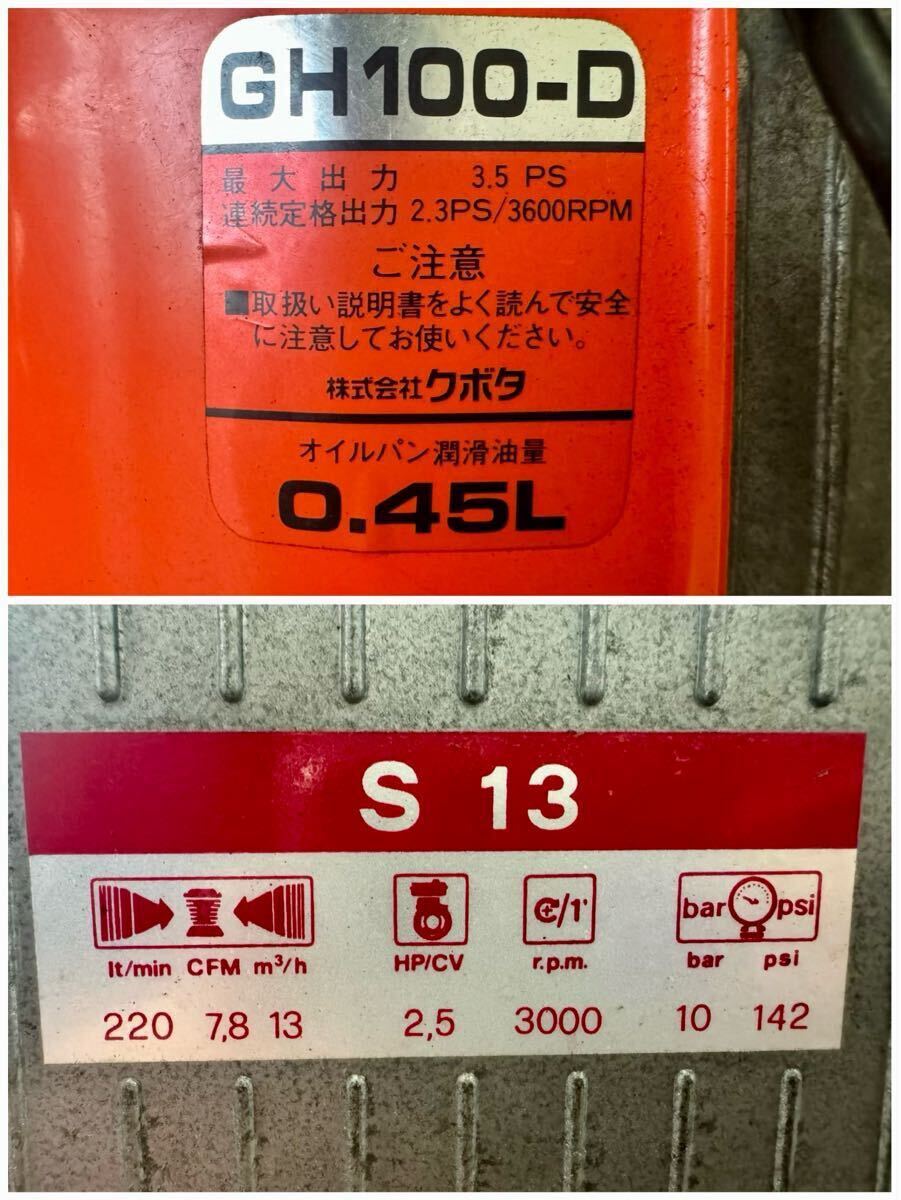 GH100-D
最大出力 3.5 PS
連続定格出力 2.3PS/3600RPM
ご注意
■取扱い説明書をよく読んで安全
に注意してお使いください。
株式会社クボタ
オイルパン潤滑油量
0.45L
S 13
C/1'
bar psi
lt/min CFM m³/h HP/CV r.p.m. bar psi
220 7,8 13 2,5 3000 10 142